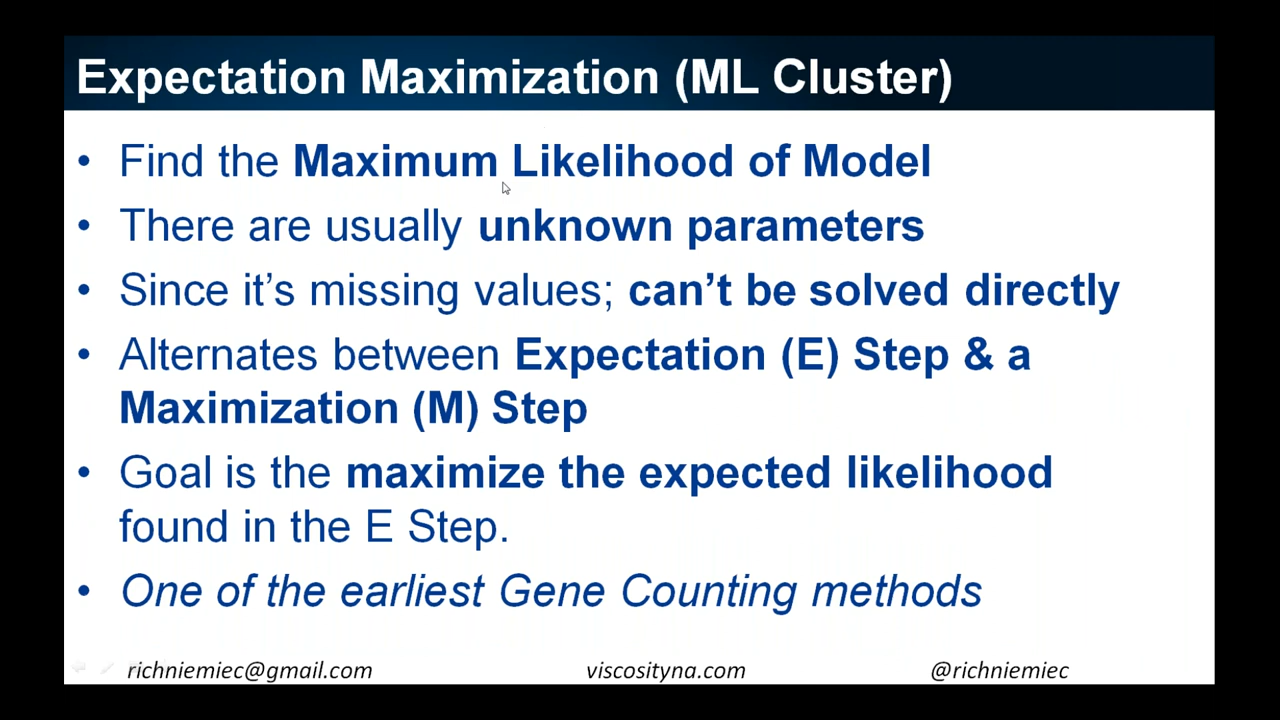 Expectation Maximization (ML Cluster)
• Find the Maximum Likelihood of Model
• There are usually unknown parameters
• Since it's missing values; can't be solved directly
• Alternates between Expectation (E) Step & a
Maximization (M) Step
• Goal is the maximize the expected likelihood
found in the E Step.
• One of the earliest Gene Counting methods
richniemiec@gmail.com viscosityna.com @richniemiec